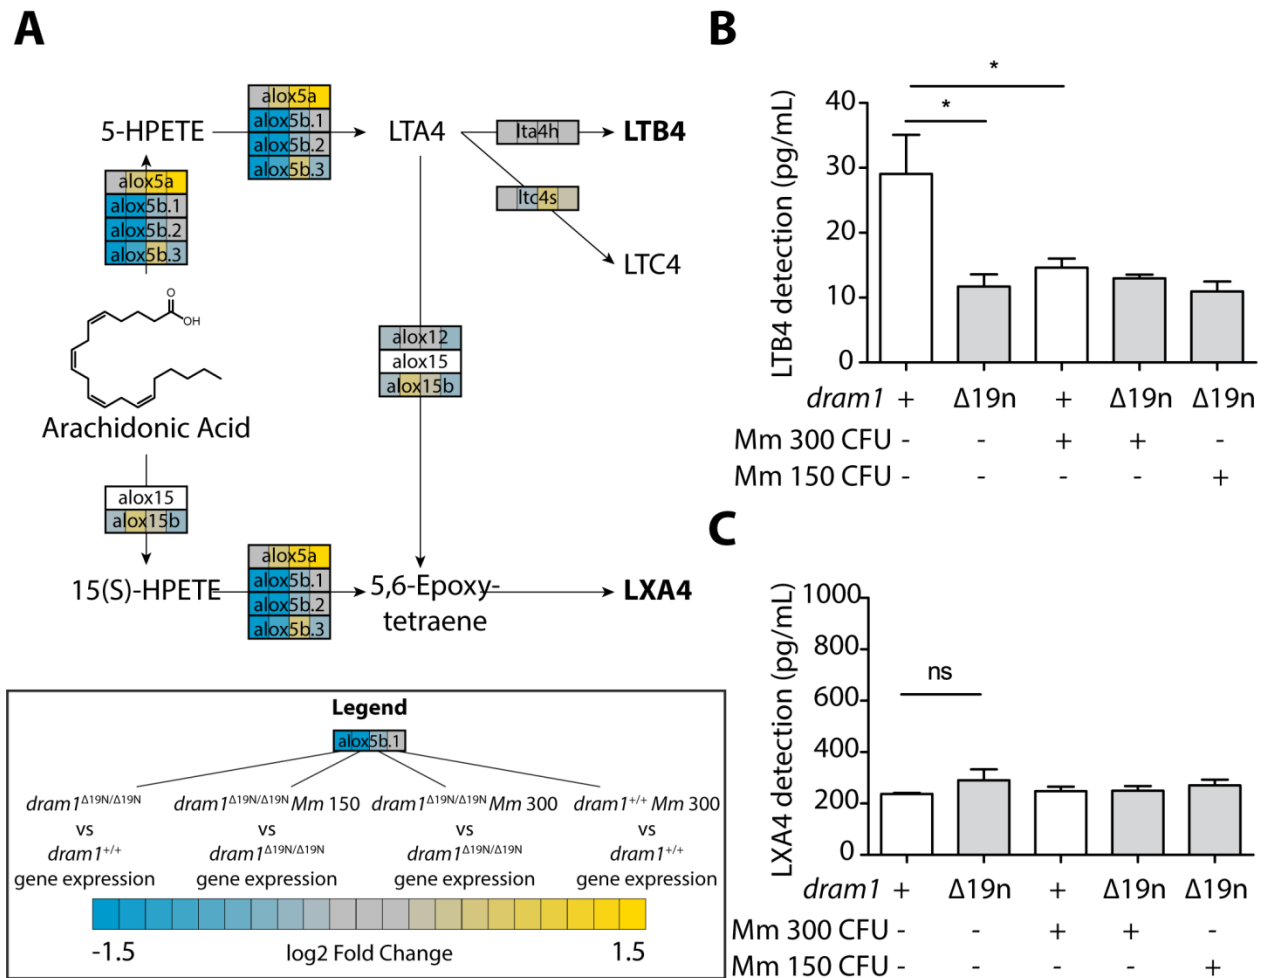 A
alox5a
alox5b.1
alox5b.2
alox5b.3
5-HPETE
LTA4
lta4h
LTB4
ltc4s
LTC4
alox5a
alox5b.1
alox5b.2
alox5b.3
O
OH
Arachidonic Acid
alox12
alox15
alox15b
alox15
alox15b
15(S)-HPETE
alox5a
alox5b.1
alox5b.2
alox5b.3
5,6-Epoxy-
tetraene
LXA4
Legend
alox5b.1
dram1Δ19N/Δ19N
vs
dram1+/+
gene expression
dram1Δ19N/Δ19N Mm 150
vs
dram1Δ19N/Δ19N
gene expression
dram1Δ19N/Δ19N Mm 300
vs
dram1Δ19N/Δ19N
gene expression
dram1+/+ Mm 300
vs
dram1+/+
gene expression
-1.5 log2 Fold Change 1.5
B
LTB4 detection (pg/mL)
40
30
20
10
0
*
*
dram1 + Δ19n + Δ19n Δ19n
Mm 300 CFU - - + + -
Mm 150 CFU - - - - +
C
LXA4 detection (pg/mL)
1000
800
600
400
200
0
ns
dram1 + Δ19n + Δ19n Δ19n
Mm 300 CFU - - + + -
Mm 150 CFU - - - - +